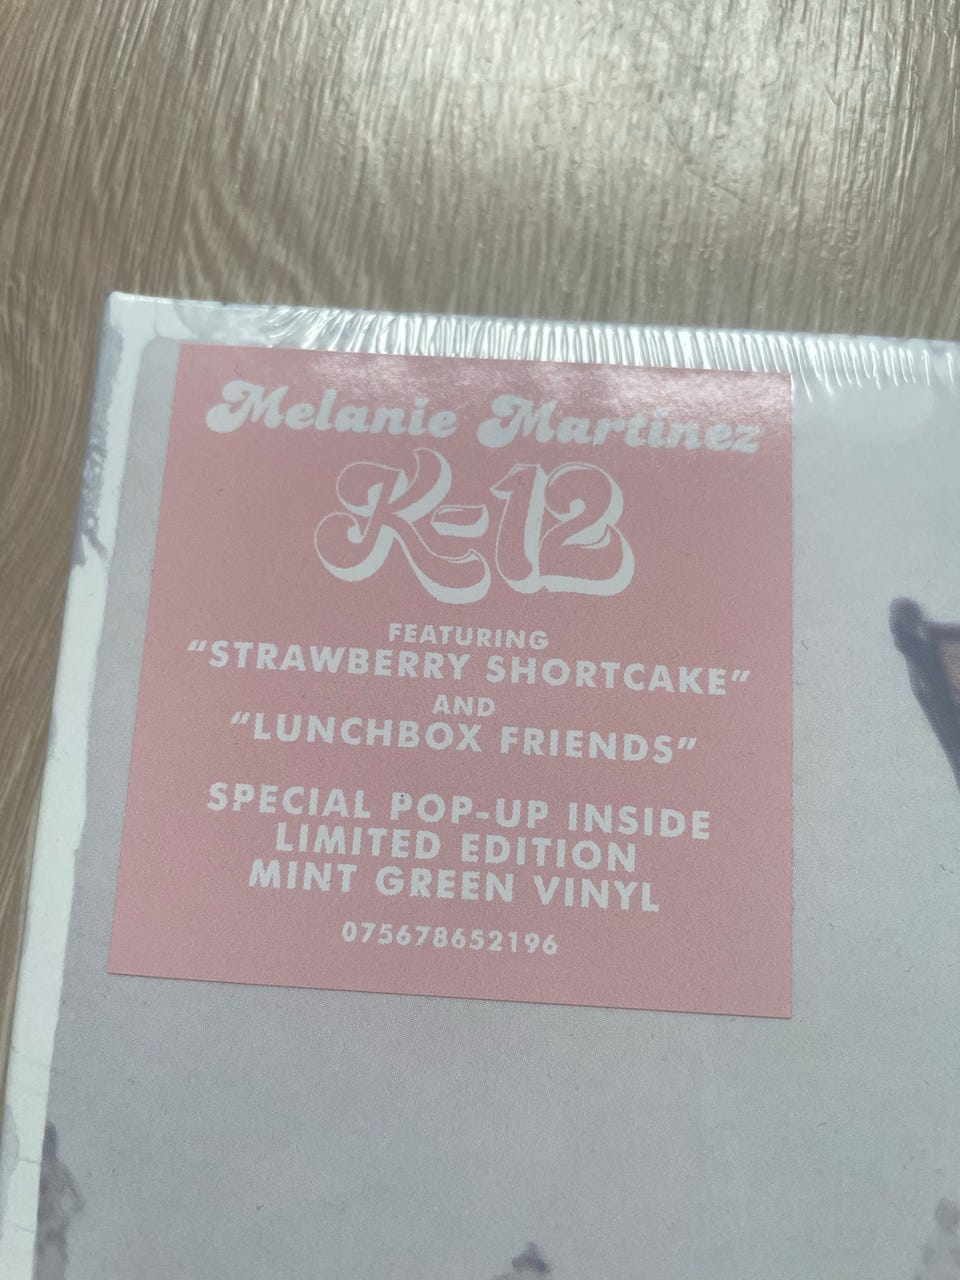 Melanie Martinez
K-12
FEATURING
“STRAWBERRY SHORTCAKE”
AND
“LUNCHBOX FRIENDS”
SPECIAL POP-UP INSIDE
LIMITED EDITION
MINT GREEN VINYL
075678652196